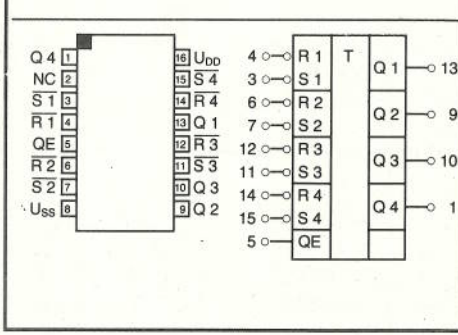 Q 4 1 16 U_DD
NC 2 15 S̅ 4̅
S̅ 1̅ 3 14 R̅ 4̅
R̅ 1̅ 4 13 Q 1
QE 5 12 R̅ 3̅
R̅ 2̅ 6 11 S̅ 3̅
S̅ 2̅ 7 10 Q 3
U_SS 8 9 Q 2
4 R 1 T Q 1 13
3 S 1
6 R 2 Q 2 9
7 S 2
12 R 3 Q 3 10
11 S 3
14 R 4 Q 4 1
15 S 4
5 QE